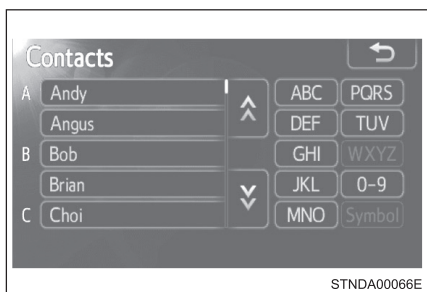 Contacts
A Andy ABC PQRS
Angus DEF TUV
B Bob GHI WXYZ
Brian JKL 0-9
C Choi MNO Symbol
STNDA00066E